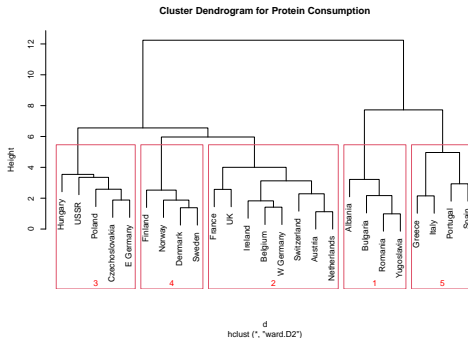 Cluster Dendrogram for Protein Consumption
Height
0 2 4 6 8 10 12
Hungary
USSR
Poland
Czechoslovakia
E Germany
Finland
Norway
Denmark
Sweden
France
UK
Ireland
Belgium
W Germany
Switzerland
Austria
Netherlands
Albania
Bulgaria
Romania
Yugoslavia
Greece
Italy
Portugal
Spain
3 4 2 1 5
d
hclust (*, "ward.D2")